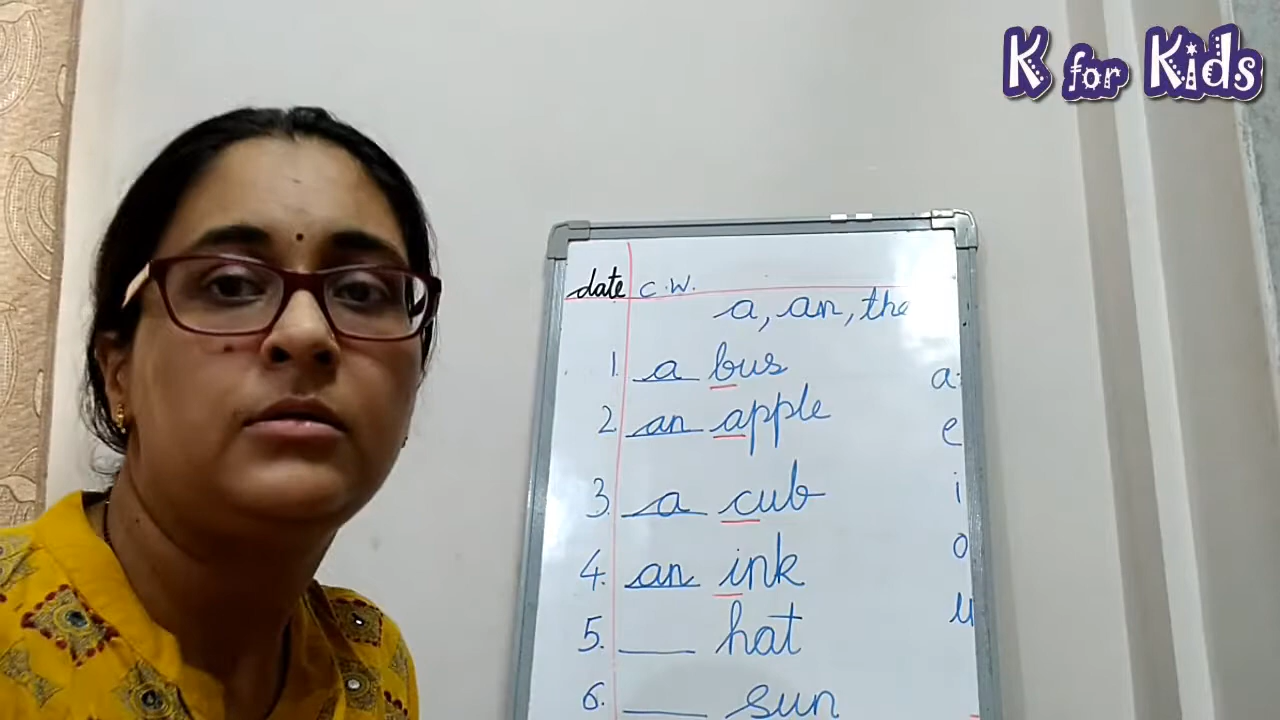 K for Kids
date C.W.
a, an, the
1. a bus
2. an apple
3. a cub
4. an ink
5. ___ hat
6. ___ sun
a
e
i
o
u